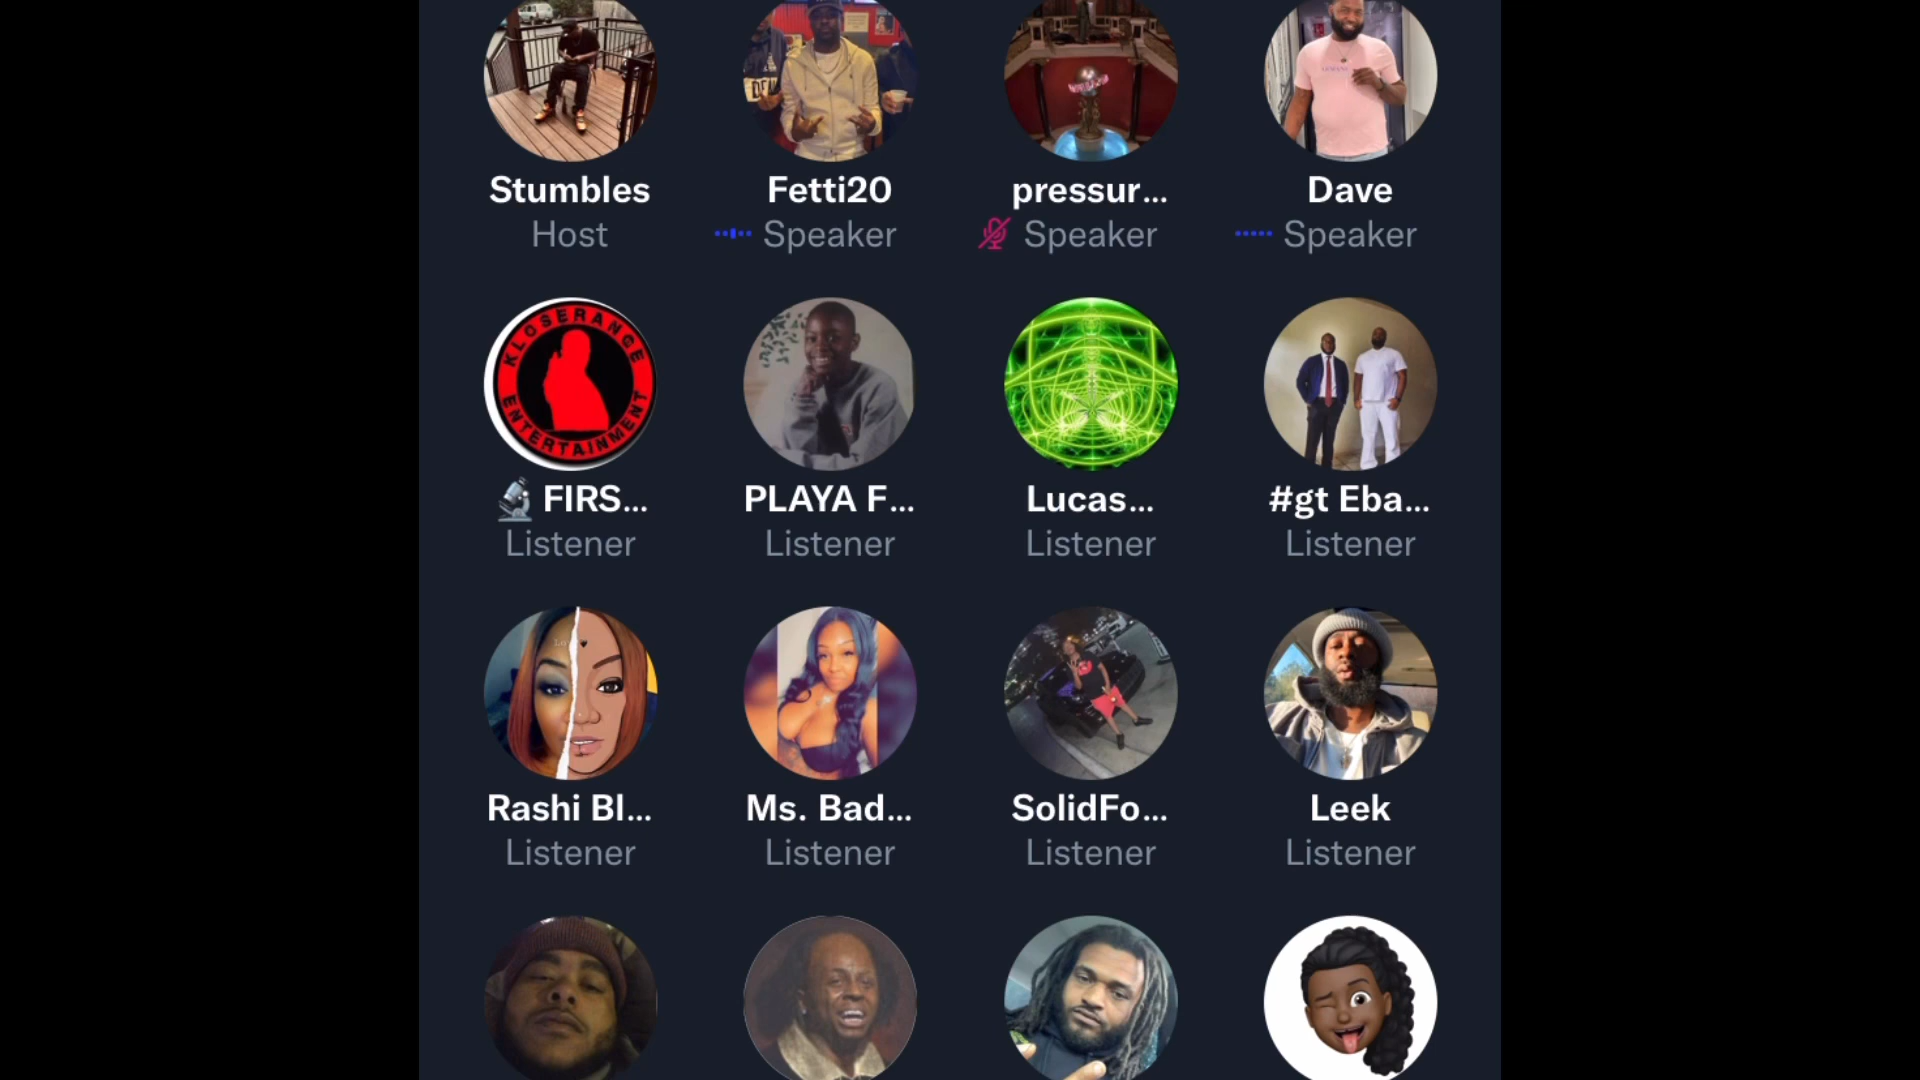 Stumbles
Host
Fetti20
Speaker
pressur...
Speaker
Dave
Speaker
KLOSERANGE
ENTERTAINMENT
FIRS...
Listener
PLAYA F...
Listener
Lucas...
Listener
#gt Eba...
Listener
Rashi Bl...
Listener
Ms. Bad...
Listener
SolidFo...
Listener
Leek
Listener